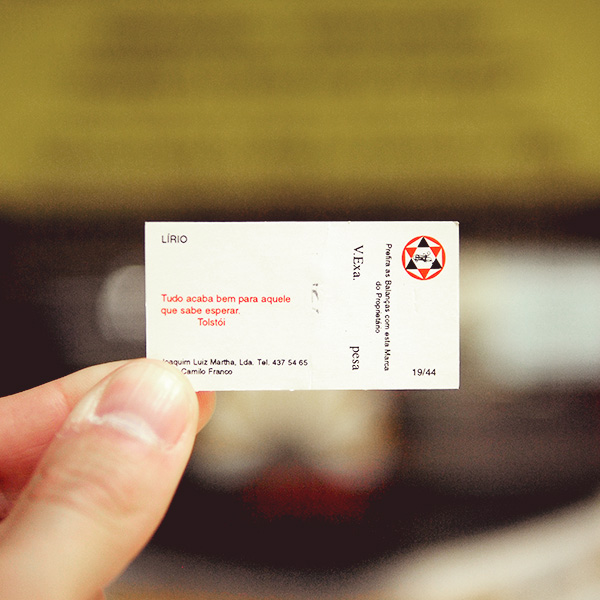 LÍRIO
Tudo acaba bem para aquele
que sabe esperar.
Tolstói
Joaquim Luiz Martha, Lda. Tel. 437 54 65
Camilo Franco
V.Exa. pesa
Prefira as Balanças com esta Marca
do Proprietário
19/44